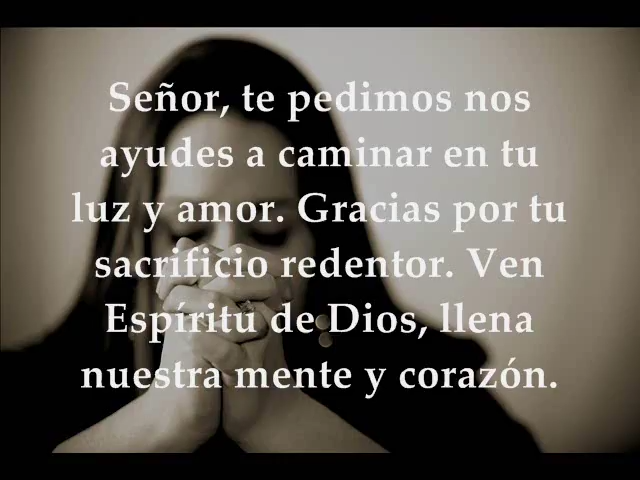 Señor, te pedimos nos
ayudes a caminar en tu
luz y amor. Gracias por tu
sacrificio redentor. Ven
Espíritu de Dios, llena
nuestra mente y corazón.